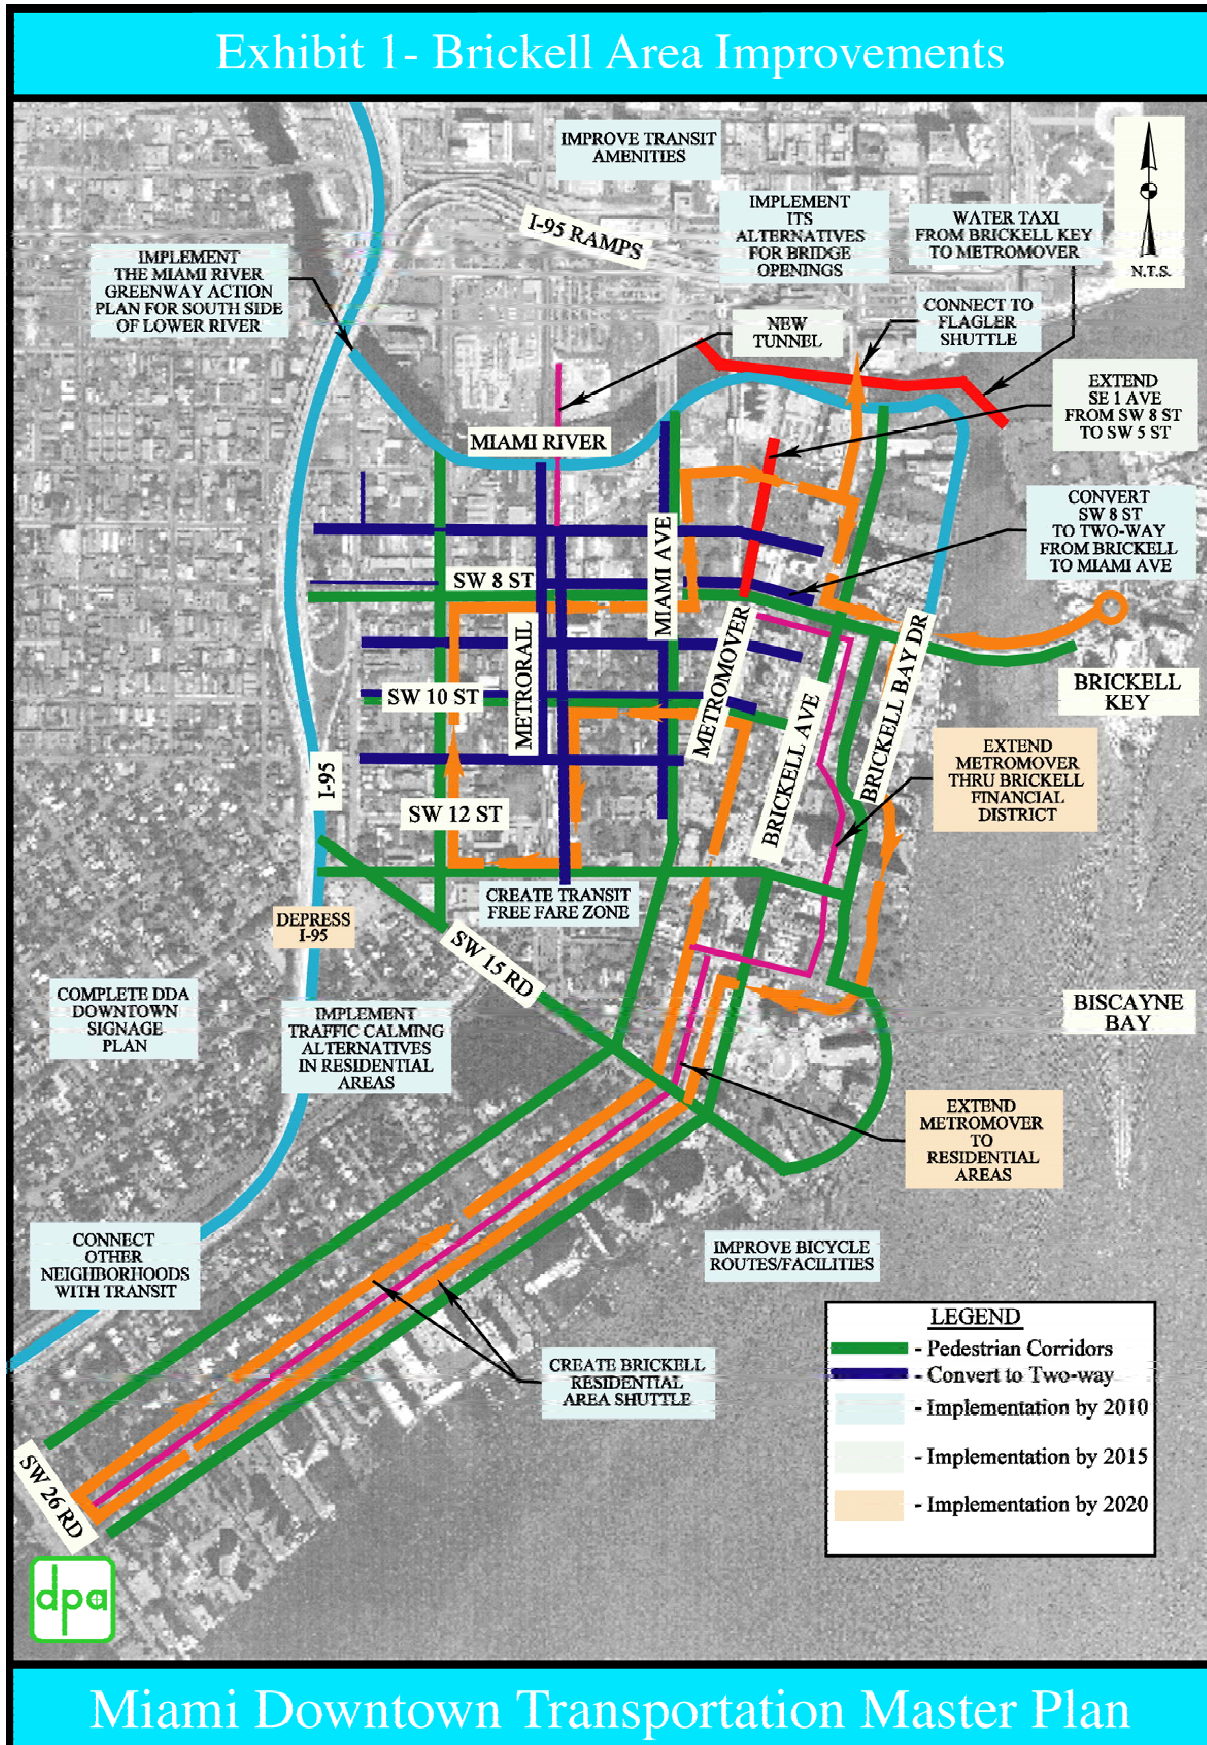 Exhibit 1- Brickell Area Improvements
IMPROVE TRANSIT
AMENITIES
I-95 RAMPS
IMPLEMENT
ITS
ALTERNATIVES
FOR BRIDGE
OPENINGS
WATER TAXI
FROM BRICKELL KEY
TO METROMOVER
N.T.S.
IMPLEMENT
THE MIAMI RIVER
GREENWAY ACTION
PLAN FOR SOUTH SIDE
OF LOWER RIVER
NEW
TUNNEL
CONNECT TO
FLAGLER
SHUTTLE
EXTEND
SE 1 AVE
FROM SW 8 ST
TO SW 5 ST
MIAMI RIVER
CONVERT
SW 8 ST
TO TWO-WAY
FROM BRICKELL
TO MIAMI AVE
MIAMI AVE
SW 8 ST
METRORAIL
METROMOVER
BRICKELL BAY DR
SW 10 ST
BRICKELL AVE
BRICKELL
KEY
I-95
EXTEND
METROMOVER
THRU BRICKELL
FINANCIAL
DISTRICT
SW 12 ST
CREATE TRANSIT
FREE FARE ZONE
DEPRESS
I-95
SW 15 RD
COMPLETE DDA
DOWNTOWN
SIGNAGE
PLAN
IMPLEMENT
TRAFFIC CALMING
ALTERNATIVES
IN RESIDENTIAL
AREAS
BISCAYNE
BAY
EXTEND
METROMOVER
TO
RESIDENTIAL
AREAS
CONNECT
OTHER
NEIGHBORHOODS
WITH TRANSIT
IMPROVE BICYCLE
ROUTES/FACILITIES
CREATE BRICKELL
RESIDENTIAL
AREA SHUTTLE
LEGEND
- Pedestrian Corridors
- Convert to Two-way
- Implementation by 2010
- Implementation by 2015
- Implementation by 2020
SW 26 RD
dpa
Miami Downtown Transportation Master Plan